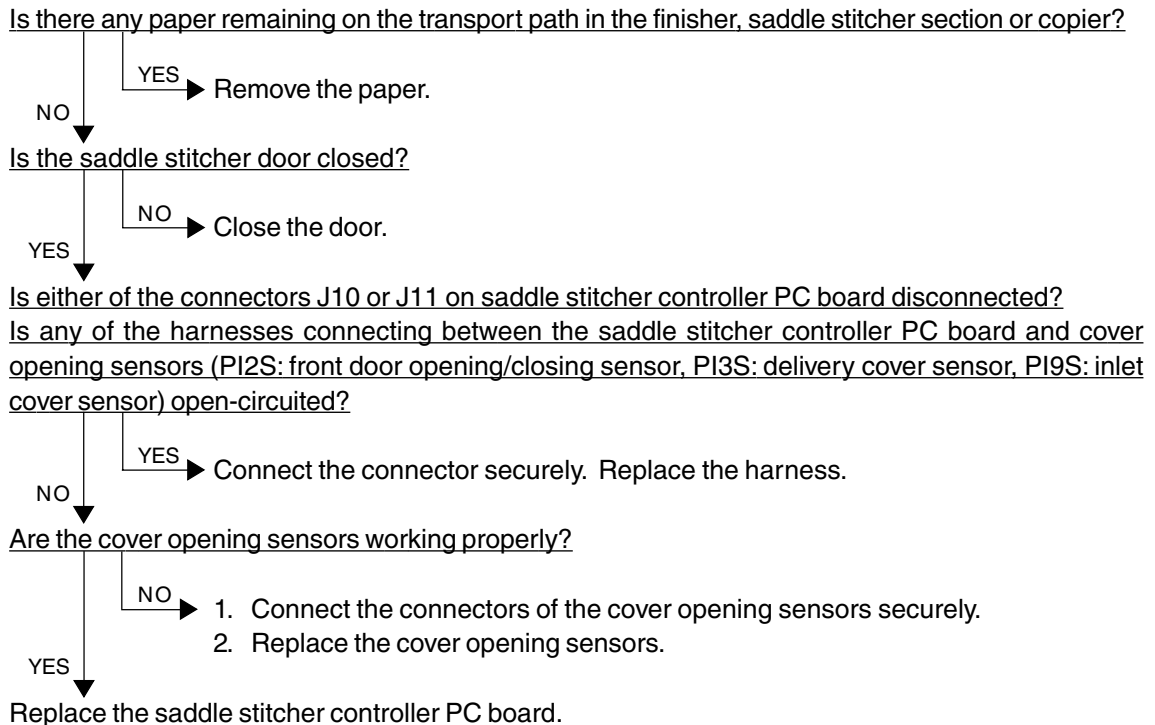 Is there any paper remaining on the transport path in the finisher, saddle stitcher section or copier?
YES
Remove the paper.
NO
Is the saddle stitcher door closed?
NO
Close the door.
YES
Is either of the connectors J10 or J11 on saddle stitcher controller PC board disconnected?
Is any of the harnesses connecting between the saddle stitcher controller PC board and cover
opening sensors (PI2S: front door opening/closing sensor, PI3S: delivery cover sensor, PI9S: inlet
cover sensor) open-circuited?
YES
Connect the connector securely. Replace the harness.
NO
Are the cover opening sensors working properly?
NO
1. Connect the connectors of the cover opening sensors securely.
2. Replace the cover opening sensors.
YES
Replace the saddle stitcher controller PC board.